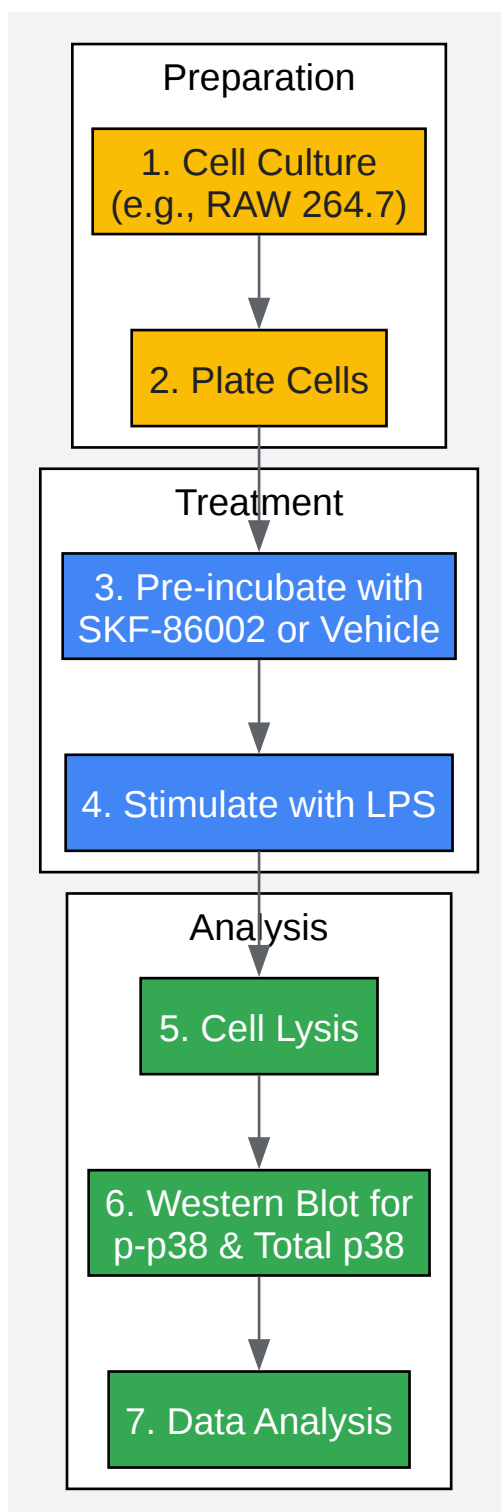 Preparation
1. Cell Culture
(e.g., RAW 264.7)
2. Plate Cells
Treatment
3. Pre-incubate with
SKF-86002 or Vehicle
4. Stimulate with LPS
Analysis
5. Cell Lysis
6. Western Blot for
p-p38 & Total p38
7. Data Analysis